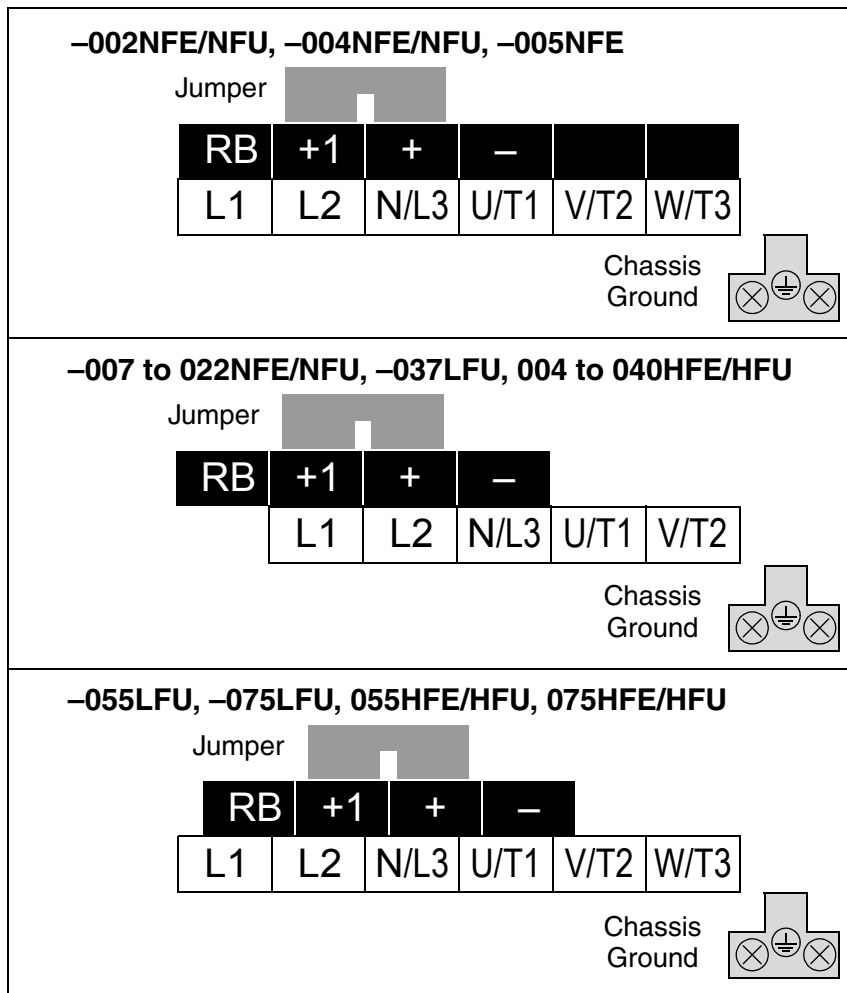 –002NFE/NFU, –004NFE/NFU, –005NFE
Jumper
RB +1 + –
L1 L2 N/L3 U/T1 V/T2 W/T3
Chassis
Ground
–007 to 022NFE/NFU, –037LFU, 004 to 040HFE/HFU
Jumper
RB +1 + –
L1 L2 N/L3 U/T1 V/T2
Chassis
Ground
–055LFU, –075LFU, 055HFE/HFU, 075HFE/HFU
Jumper
RB +1 + –
L1 L2 N/L3 U/T1 V/T2 W/T3
Chassis
Ground